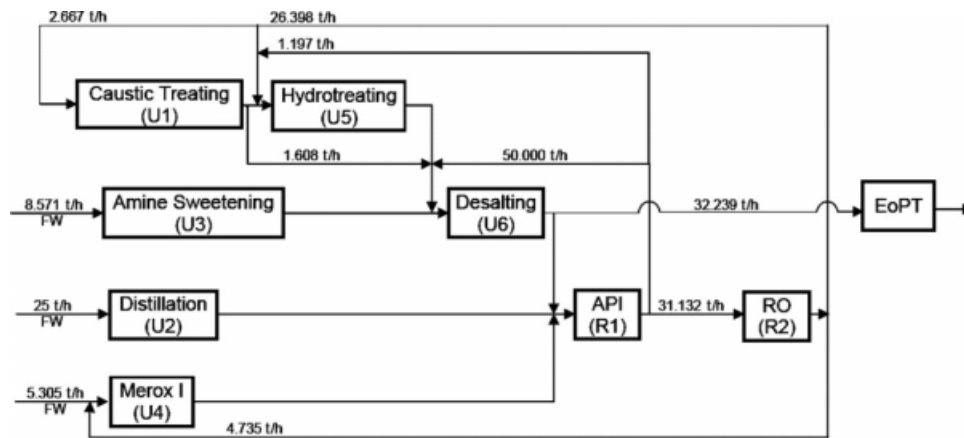 2.667 t/h
26.398 t/h
1.197 t/h
Caustic Treating
(U1)
Hydrotreating
(U5)
1.608 t/h
50.000 t/h
8.571 t/h
FW
Amine Sweetening
(U3)
Desalting
(U6)
32.239 t/h
EoPT
25 t/h
FW
Distillation
(U2)
API
(R1)
31.132 t/h
RO
(R2)
5.305 t/h
FW
Merox I
(U4)
4.735 t/h